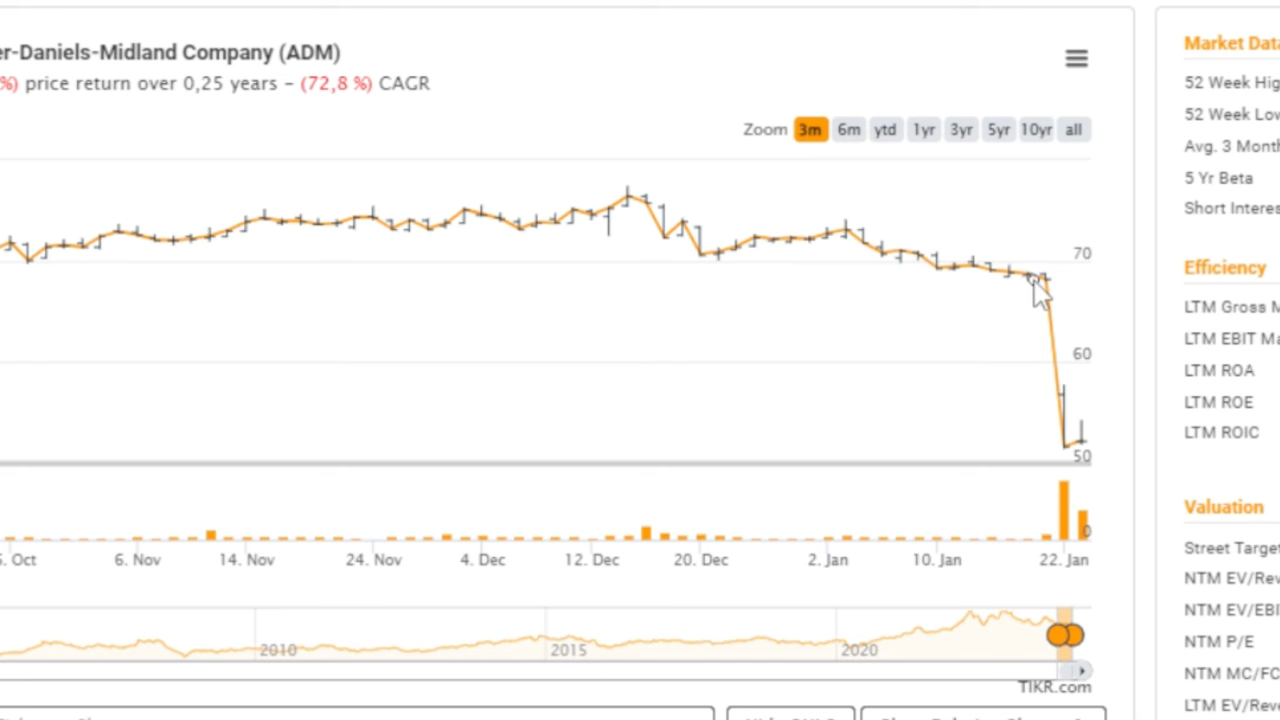 er-Daniels-Midland Company (ADM)
%) price return over 0,25 years – (72,8 %) CAGR
Zoom 3m 6m ytd 1yr 3yr 5yr 10yr all
70
60
50
0
. Oct 6. Nov 14. Nov 24. Nov 4. Dec 12. Dec 20. Dec 2. Jan 10. Jan 22. Jan
2010 2015 2020
TIKR.com
Market Data
52 Week Hig
52 Week Low
Avg. 3 Month
5 Yr Beta
Short Interes
Efficiency
LTM Gross M
LTM EBIT Ma
LTM ROA
LTM ROE
LTM ROIC
Valuation
Street Target
NTM EV/Rev
NTM EV/EBI
NTM P/E
NTM MC/FC
LTM EV/Reve